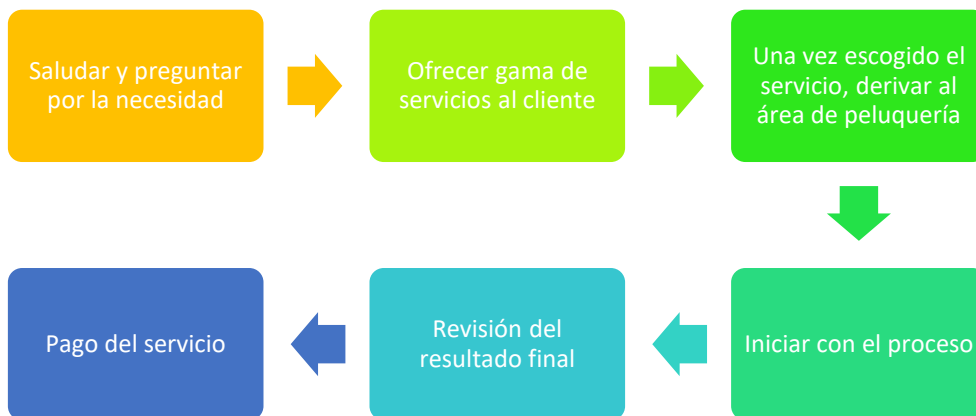 Saludar y preguntar
por la necesidad
Ofrecer gama de
servicios al cliente
Una vez escogido el
servicio, derivar al
área de peluquería
Iniciar con el proceso
Revisión del
resultado final
Pago del servicio